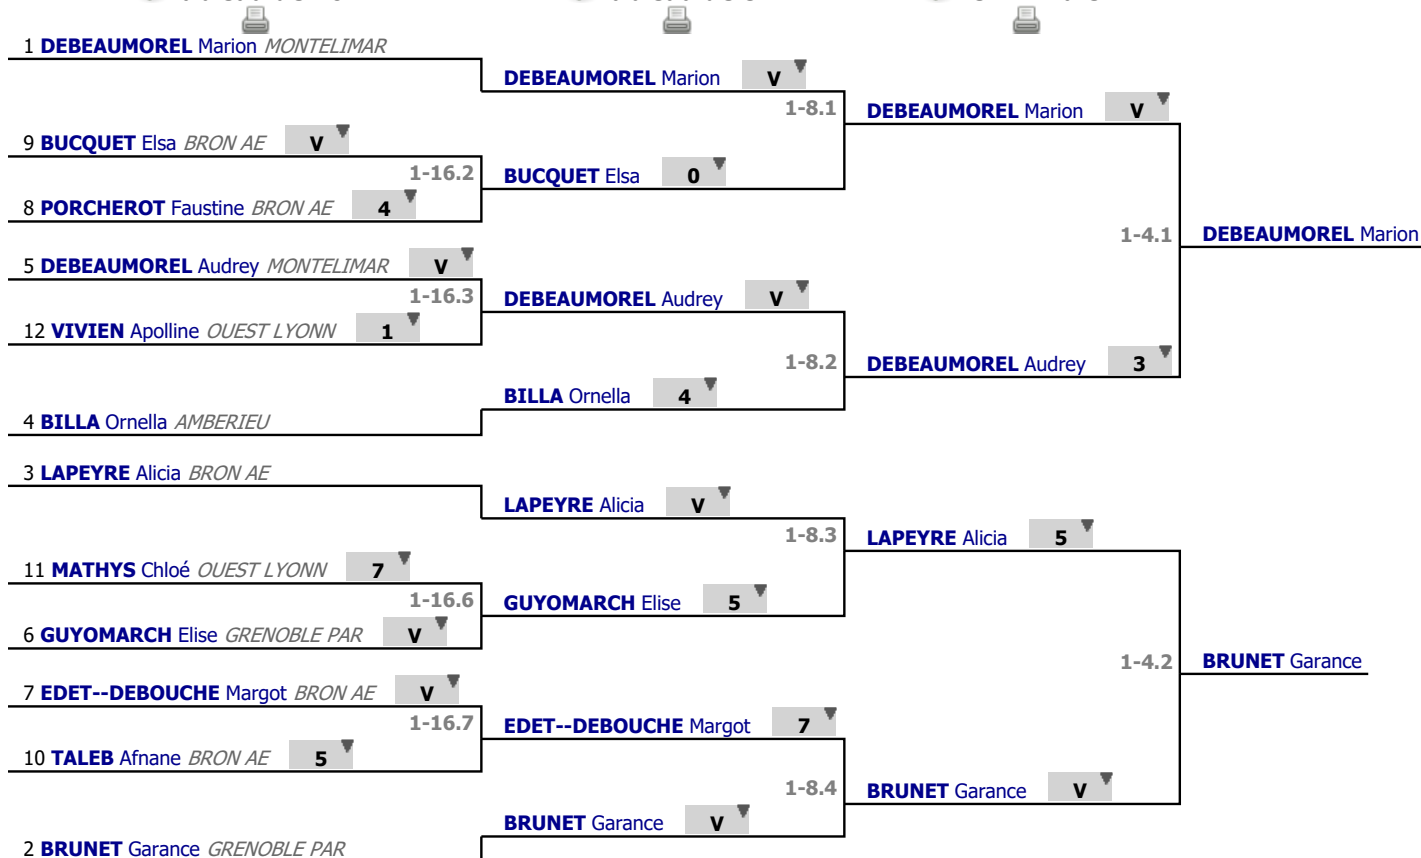 1 DEBEAUMOREL Marion MONTELIMAR
DEBEAUMOREL Marion V
1-8.1
DEBEAUMOREL Marion V
9 BUCQUET Elsa BRON AE V
1-16.2
BUCQUET Elsa 0
8 PORCHEROT Faustine BRON AE 4
1-4.1
DEBEAUMOREL Marion
5 DEBEAUMOREL Audrey MONTELIMAR V
1-16.3
DEBEAUMOREL Audrey V
12 VIVIEN Apolline OUEST LYONN 1
1-8.2
DEBEAUMOREL Audrey 3
BILLA Ornella 4
4 BILLA Ornella AMBERIEU
3 LAPEYRE Alicia BRON AE
LAPEYRE Alicia V
1-8.3
LAPEYRE Alicia 5
11 MATHYS Chloé OUEST LYONN 7
1-16.6
GUYOMARCH Elise 5
6 GUYOMARCH Elise GRENOBLE PAR V
1-4.2
BRUNET Garance
7 EDET--DEBOUCHE Margot BRON AE V
1-16.7
EDET--DEBOUCHE Margot 7
10 TALEB Afnane BRON AE 5
1-8.4
BRUNET Garance V
BRUNET Garance V
2 BRUNET Garance GRENOBLE PAR